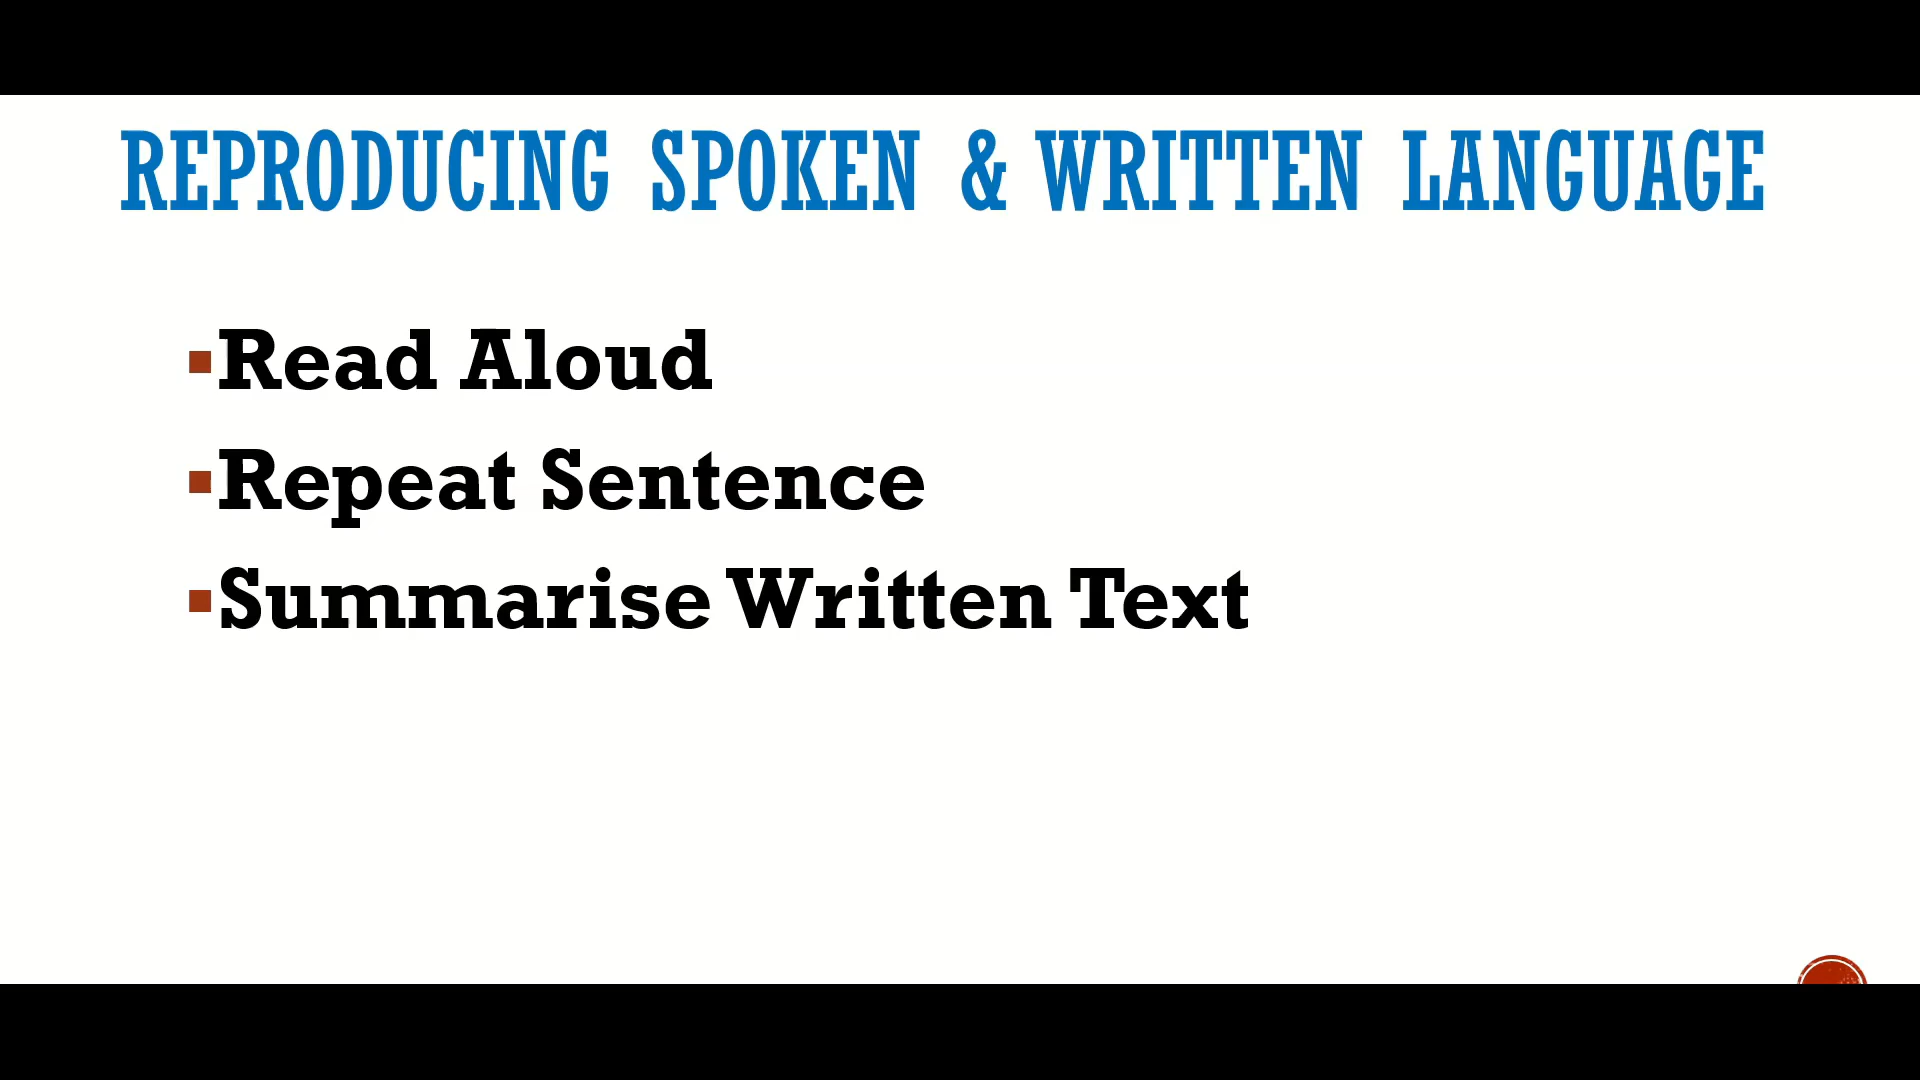 REPRODUCING SPOKEN & WRITTEN LANGUAGE
▪Read Aloud
▪Repeat Sentence
▪Summarise Written Text